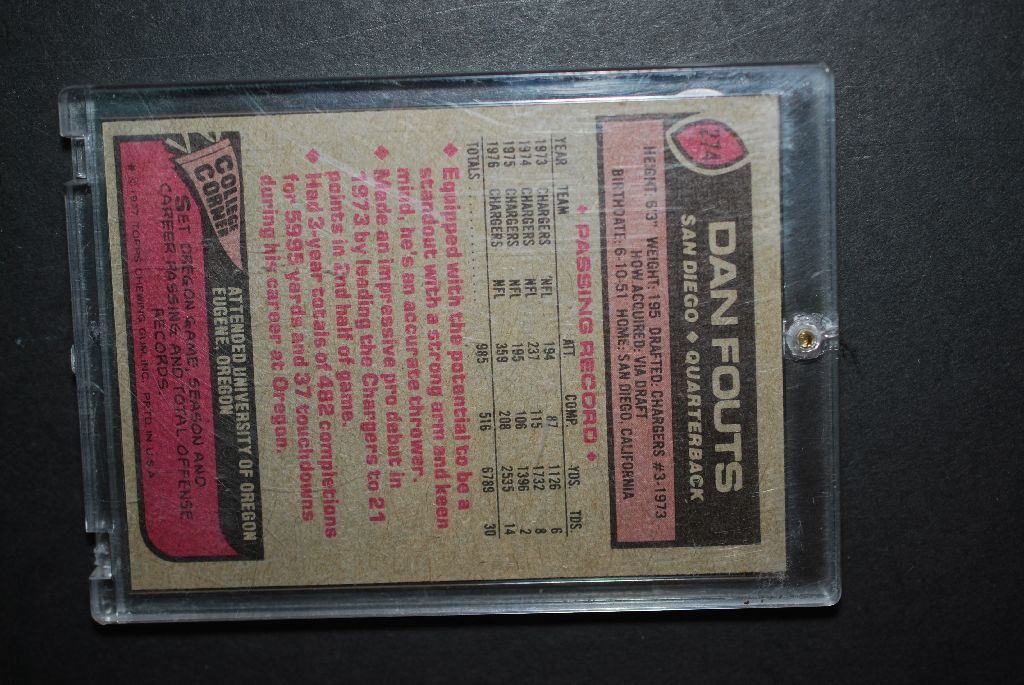 274
DAN FOUTS
SAN DIEGO ◆ QUARTERBACK
HEIGHT: 6'3" WEIGHT: 195 DRAFTED: CHARGERS #3-1973
HOW ACQUIRED: VIA DRAFT
BIRTHDATE: 6-10-51 HOME: SAN DIEGO, CALIFORNIA
◆ PASSING RECORD ◆
YEAR TEAM ATT. COMP. YDS. TDS.
1973 CHARGERS NFL 194 87 1126 6
1974 CHARGERS NFL 237 115 1732 8
1975 CHARGERS NFL 195 106 1396 2
1976 CHARGERS NFL 359 208 2535 14
TOTALS 985 516 6789 30
◆ Equipped with the potential to be a
standout with a strong arm and keen
mind, he's an accurate thrower.
◆ Made an impressive pro debut in
1973 by leading the Chargers to 21
points in 2nd half of game.
◆ Had 3-year totals of 482 completions
for 5995 yards and 37 touchdowns
during his career at Oregon.
COLLEGE
CORNER
ATTENDED UNIVERSITY OF OREGON
EUGENE, OREGON
SET OREGON GAME, SEASON AND
CAREER PASSING AND TOTAL OFFENSE
RECORDS.
* © 1977 TOPPS CHEWING GUM, INC. PRTD IN U.S.A.